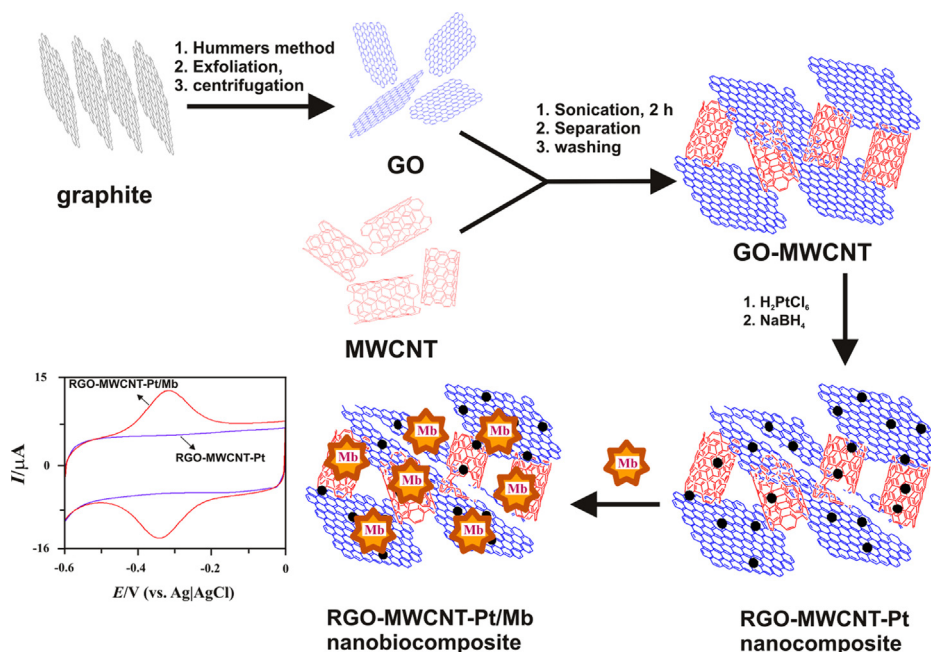 1. Hummers method
2. Exfoliation,
3. centrifugation
graphite
GO
1. Sonication, 2 h
2. Separation
3. washing
MWCNT
GO-MWCNT
1. H₂PtCl₆
2. NaBH₄
15
RGO-MWCNT-Pt/Mb
RGO-MWCNT-Pt
I/μA
0
-16
-0.6
-0.4
-0.2
0
E/V (vs. Ag|AgCl)
Mb
Mb
Mb
Mb
Mb
Mb
Mb
Mb
RGO-MWCNT-Pt/Mb
nanobiocomposite
RGO-MWCNT-Pt
nanocomposite